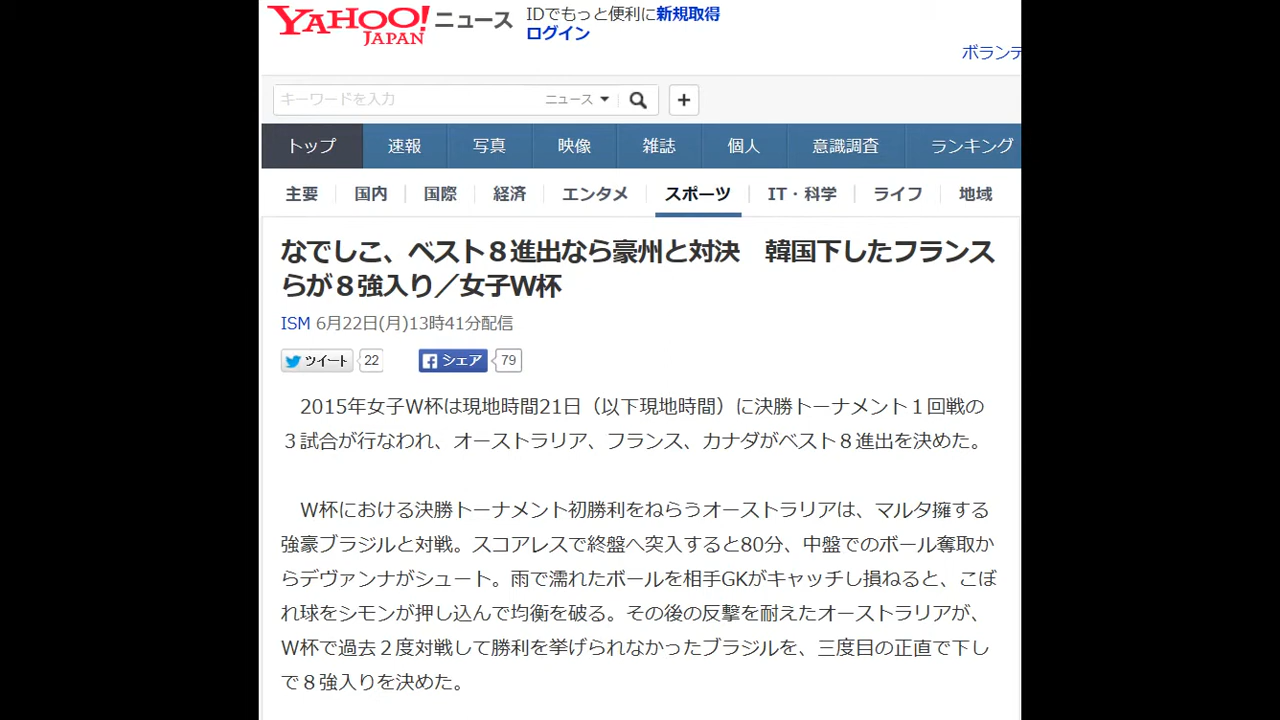 YAHOO! JAPAN ニュース
IDでもっと便利に新規取得
ログイン
ボランテ
キーワードを入力 ニュース
トップ 速報 写真 映像 雑誌 個人 意識調査 ランキング
主要 国内 国際 経済 エンタメ スポーツ IT・科学 ライフ 地域
なでしこ、ベスト８進出なら豪州と対決　韓国下したフランス
らが８強入り／女子W杯
ISM 6月22日(月)13時41分配信
ツイート 22 シェア 79
　2015年女子W杯は現地時間21日（以下現地時間）に決勝トーナメント１回戦の
３試合が行なわれ、オーストラリア、フランス、カナダがベスト８進出を決めた。
　W杯における決勝トーナメント初勝利をねらうオーストラリアは、マルタ擁する
強豪ブラジルと対戦。スコアレスで終盤へ突入すると80分、中盤でのボール奪取か
らデヴァンナがシュート。雨で濡れたボールを相手GKがキャッチし損ねると、こぼ
れ球をシモンが押し込んで均衡を破る。その後の反撃を耐えたオーストラリアが、
W杯で過去２度対戦して勝利を挙げられなかったブラジルを、三度目の正直で下し
て８強入りを決めた。